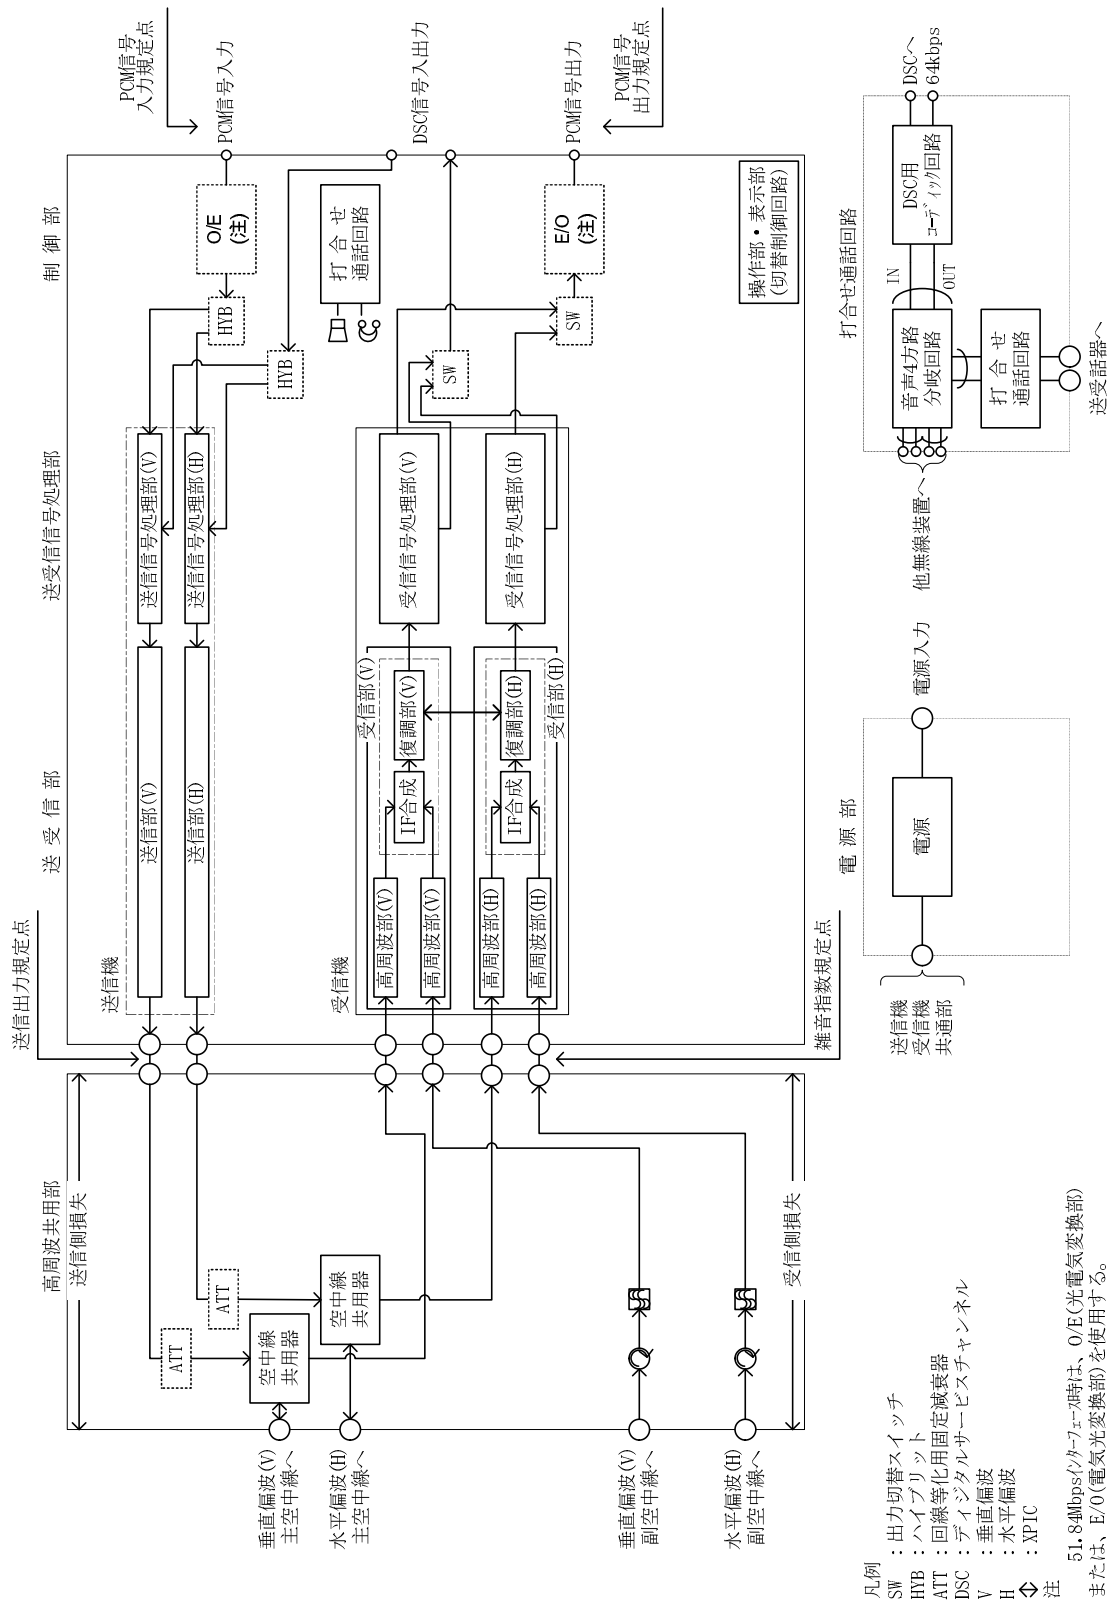 高周波共用部
送受信部
送受信信号処理部
制御部
送信出力規定点
PCM信号
入力規定点
送信側損失
送信機
送信部(V)
送信信号処理部(V)
送信部(H)
送信信号処理部(H)
ATT
ATT
空中線
共用器
空中線
共用器
HYB
HYB
O/E
(注)
PCM信号入力
打合せ
通話回路
DSC信号入出力
垂直偏波(V)
主空中線へ
水平偏波(H)
主空中線へ
受信機
受信部(V)
高周波部(V)
高周波部(V)
IF合成
復調部(V)
受信信号処理部(V)
SW
高周波部(H)
高周波部(H)
IF合成
復調部(H)
受信部(H)
受信信号処理部(H)
SW
E/O
(注)
PCM信号出力
PCM信号
出力規定点
垂直偏波(V)
副空中線へ
水平偏波(H)
副空中線へ
受信側損失
雑音指数規定点
操作部・表示部
(切替制御回路)
電源部
送信機
受信機
共通部
電源
電源入力
打合せ通話回路
他無線装置へ
音声4方路
分岐回路
IN
OUT
DSC用
コーディック回路
DSCへ
64kbps
打合せ
通話回路
送受話器へ
凡例
SW :出力切替スイッチ
HYB :ハイブリット
ATT :回線等化用固定減衰器
DSC :ディジタルサービスチャンネル
V :垂直偏波
H :水平偏波
:XPIC
注 51.84Mbpsインターフェース時は、O/E(光電気変換部)
または、E/O(電気光変換部)を使用する。